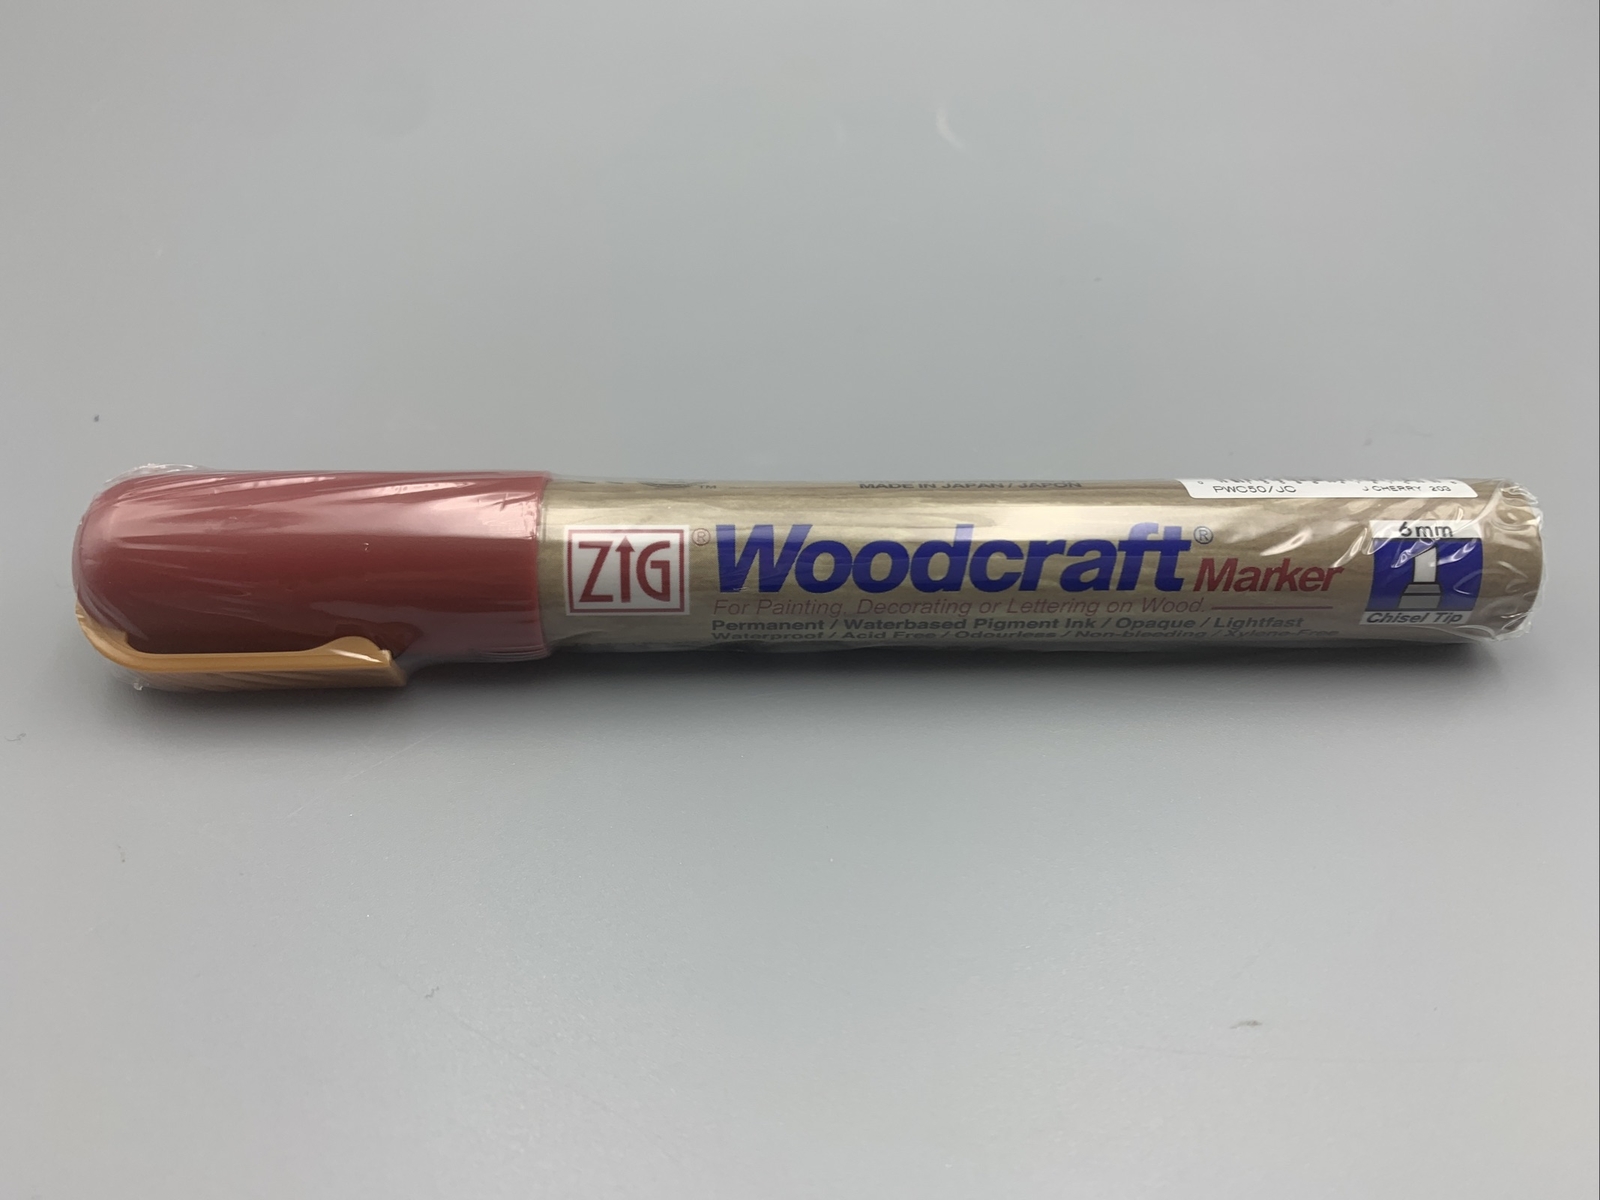 ™ MADE IN JAPAN / JAPON
PWC50/JC J.CHERRY 203
ZIG® Woodcraft® Marker
For Painting, Decorating or Lettering on Wood.
Permanent / Waterbased Pigment Ink / Opaque / Lightfast
Waterproof / Acid Free / Odourless / Non-bleeding / Xylene-Free
6mm
Chisel Tip